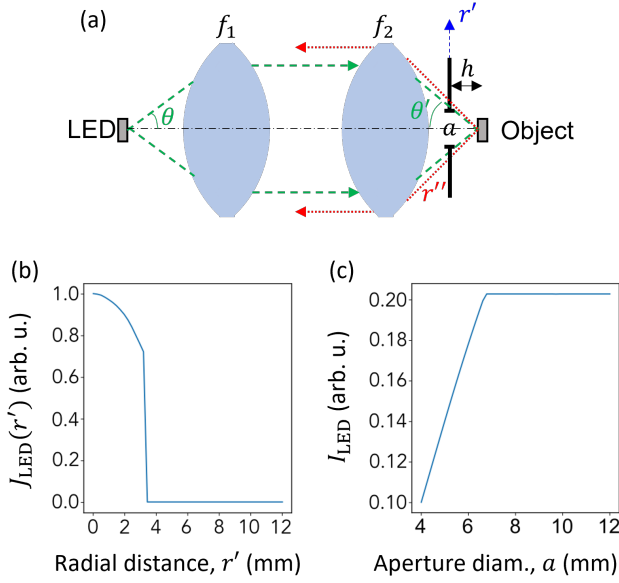 (a)
f₁
f₂
r′
h
LED
θ
θ′
a
Object
r″
(b)
J_LED(r′) (arb. u.)
1.0
0.8
0.6
0.4
0.2
0.0
0 2 4 6 8 10 12
Radial distance, r′ (mm)
(c)
I_LED (arb. u.)
0.20
0.18
0.16
0.14
0.12
0.10
4 6 8 10 12
Aperture diam., a (mm)